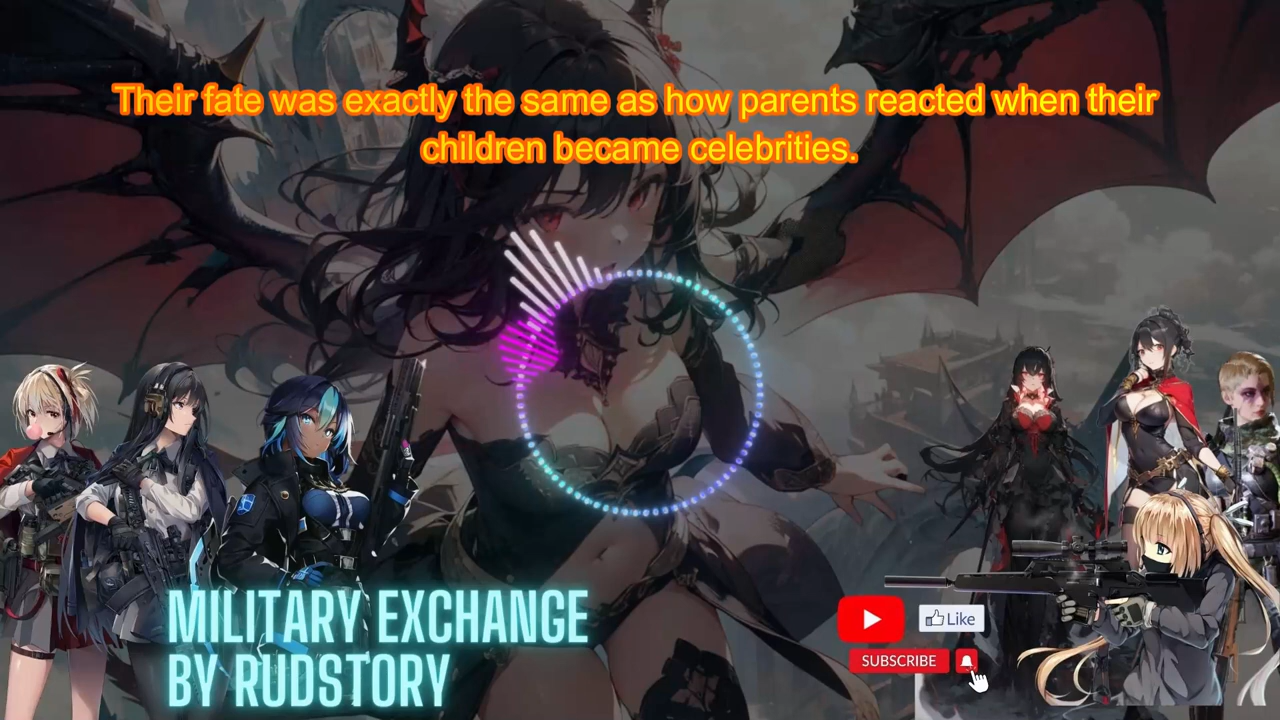 Their fate was exactly the same as how parents reacted when their
children became celebrities.
MILITARY EXCHANGE
BY RUDSTORY
Like
SUBSCRIBE